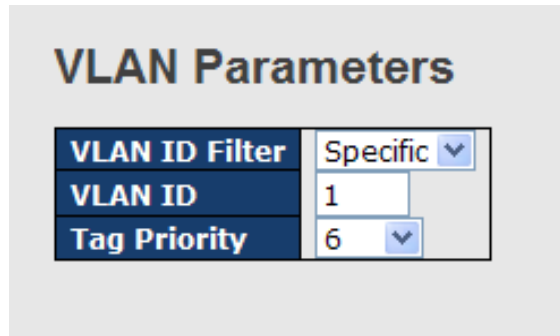 VLAN Parameters
VLAN ID Filter Specific
VLAN ID 1
Tag Priority 6